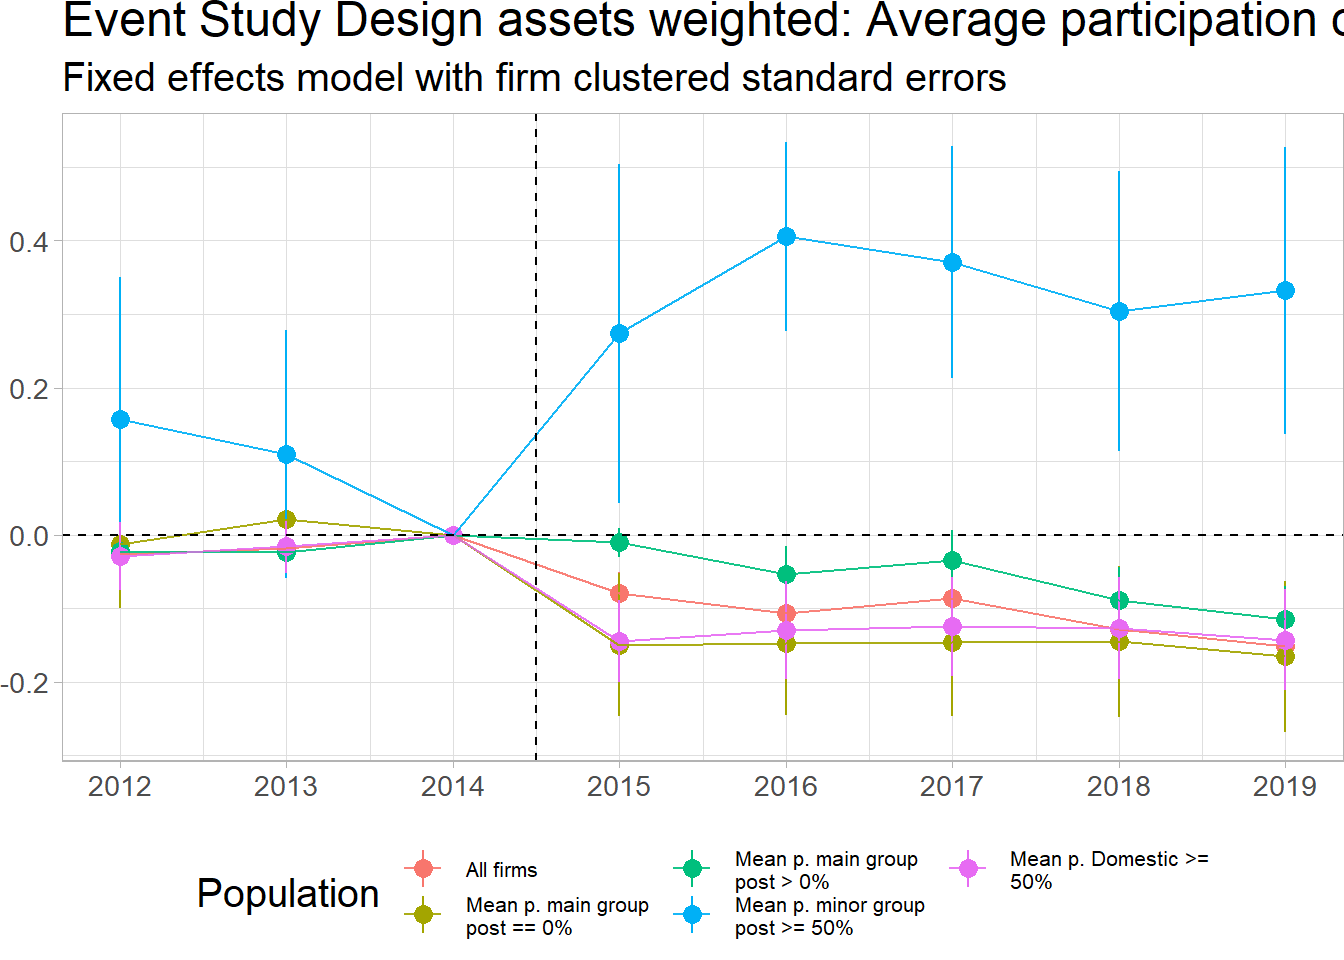 Event Study Design assets weighted: Average participation
Fixed effects model with firm clustered standard errors
0.4
0.2
0.0
-0.2
2012 2013 2014 2015 2016 2017 2018 2019
Population
All firms
Mean p. main group
post == 0%
Mean p. main group
post > 0%
Mean p. minor group
post >= 50%
Mean p. Domestic >=
50%